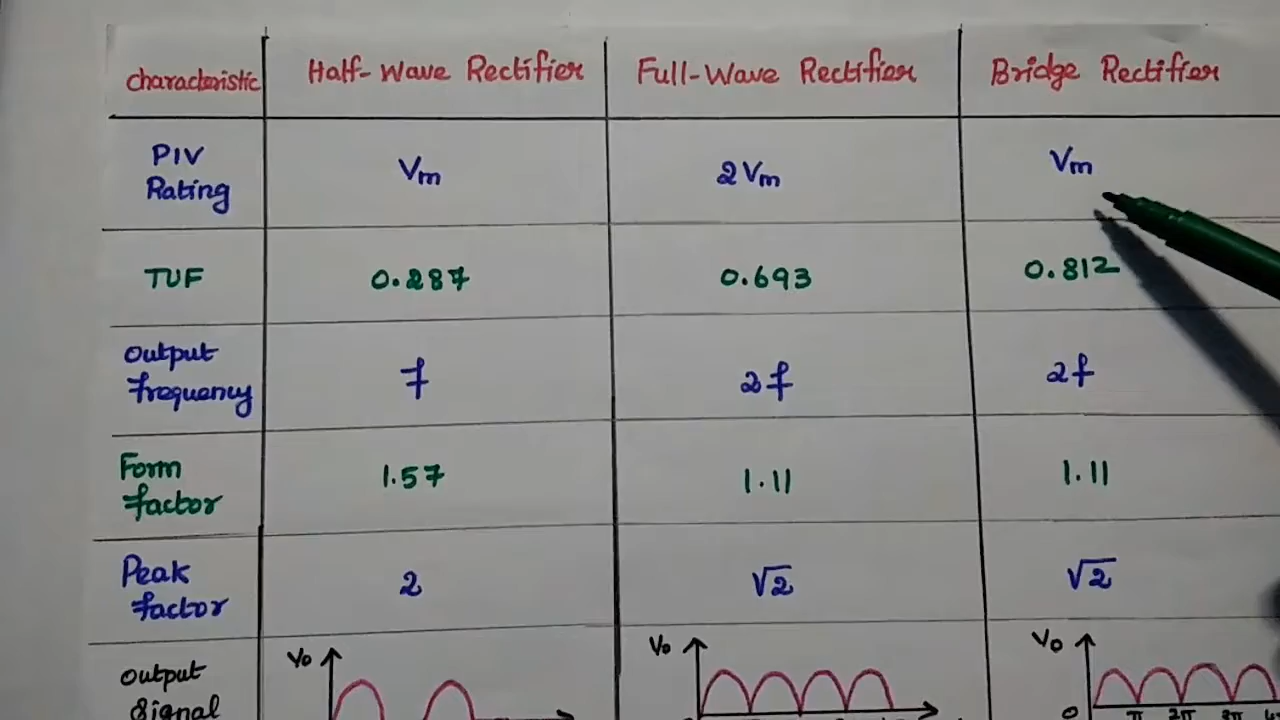 characteristic Half-Wave Rectifier Full-Wave Rectifier Bridge Rectifier
PIV
Rating Vm 2Vm Vm
TUF 0.287 0.693 0.812
Output
frequency f 2f 2f
Form
factor 1.57 1.11 1.11
Peak
factor 2 √2 √2
Output
Signal
Vo Vo Vo
0 π 2π 3π